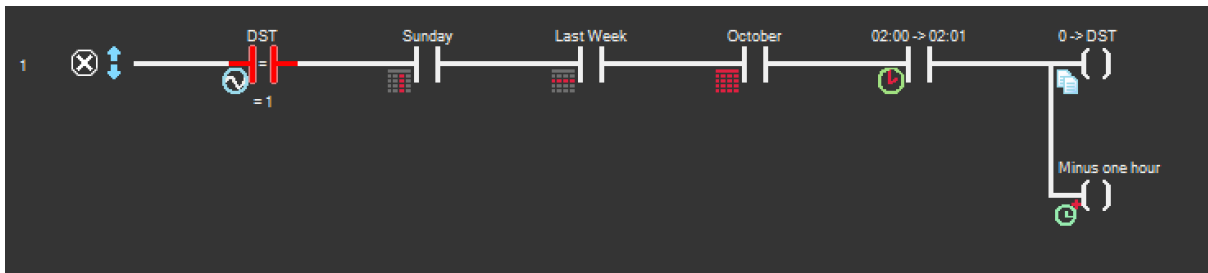 DST Sunday Last Week October 02:00 -> 02:01 0 -> DST
1 =
= 1
Minus one hour